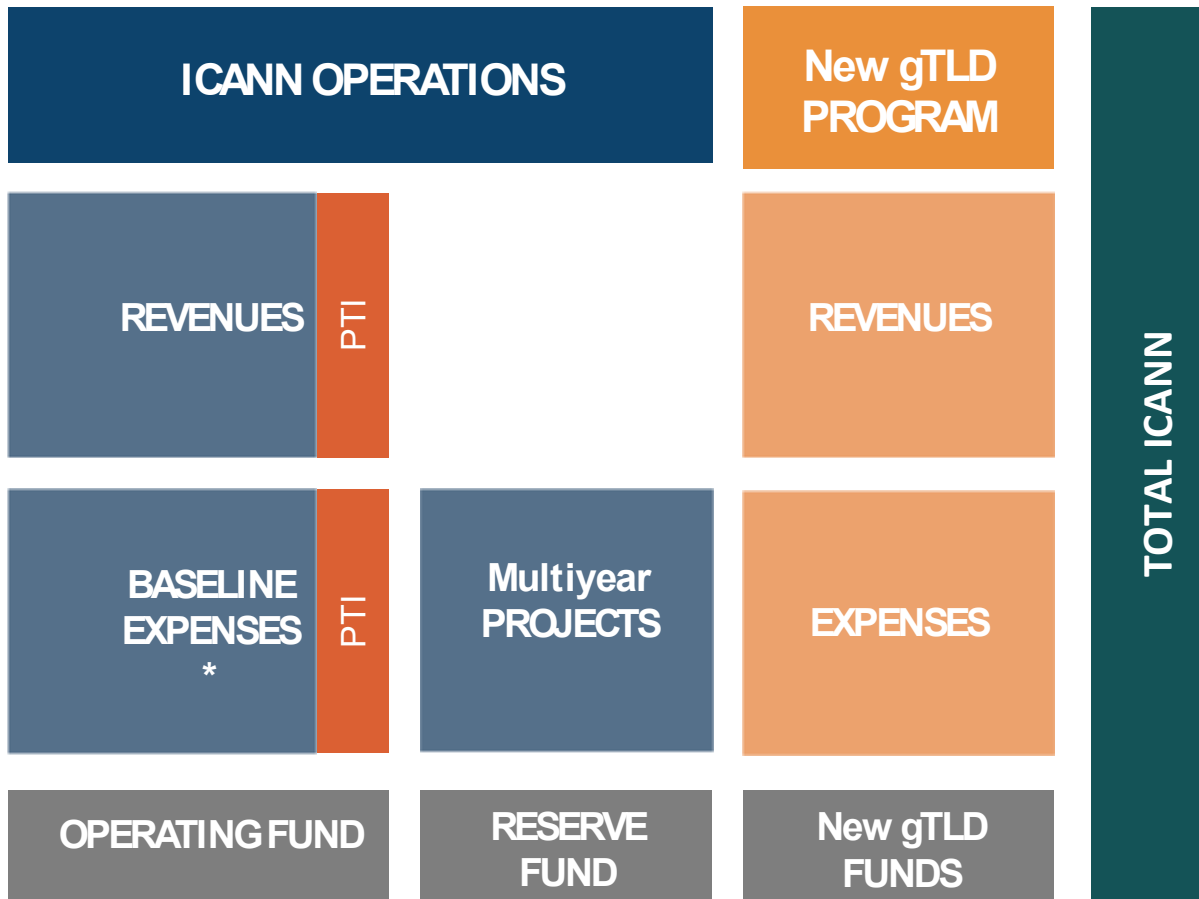 ICANN OPERATIONS
New gTLD
PROGRAM
REVENUES
PTI
REVENUES
BASELINE
EXPENSES
*
PTI
Multiyear
PROJECTS
EXPENSES
OPERATING FUND
RESERVE
FUND
New gTLD
FUNDS
TOTAL ICANN